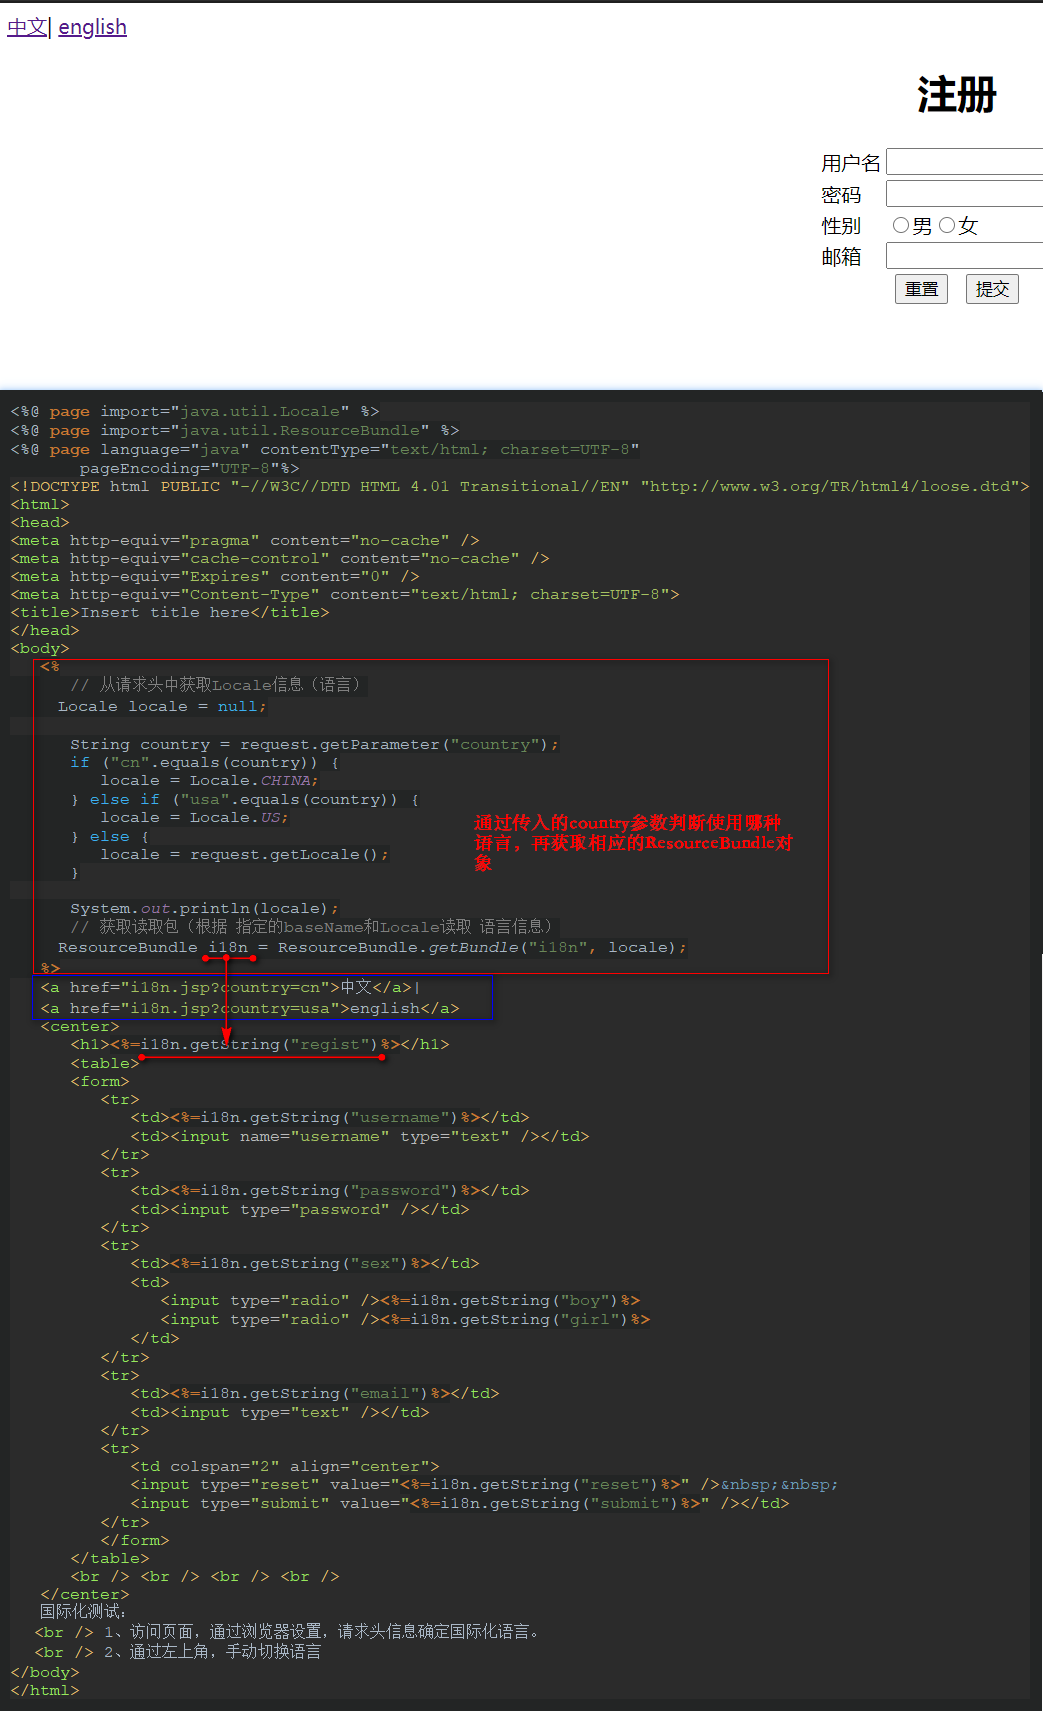 中文| english
注册
用户名
密码
性别 男 女
邮箱
重置 提交
<%@ page import="java.util.Locale" %>
<%@ page import="java.util.ResourceBundle" %>
<%@ page language="java" contentType="text/html; charset=UTF-8"
pageEncoding="UTF-8"%>
<!DOCTYPE html PUBLIC "-//W3C//DTD HTML 4.01 Transitional//EN" "http://www.w3.org/TR/html4/loose.dtd">
<html>
<head>
<meta http-equiv="pragma" content="no-cache" />
<meta http-equiv="cache-control" content="no-cache" />
<meta http-equiv="Expires" content="0" />
<meta http-equiv="Content-Type" content="text/html; charset=UTF-8">
<title>Insert title here</title>
</head>
<body>
<%
// 从请求头中获取Locale信息（语言）
Locale locale = null;
String country = request.getParameter("country");
if ("cn".equals(country)) {
locale = Locale.CHINA;
} else if ("usa".equals(country)) {
locale = Locale.US;
} else {
locale = request.getLocale();
}
通过传入的country参数判断使用哪种
语言，再获取相应的ResourceBundle对
象
System.out.println(locale);
// 获取读取包（根据 指定的baseName和Locale读取 语言信息）
ResourceBundle i18n = ResourceBundle.getBundle("i18n", locale);
%>
<a href="i18n.jsp?country=cn">中文</a>|
<a href="i18n.jsp?country=usa">english</a>
<center>
<h1><%=i18n.getString("regist")%></h1>
<table>
<form>
<tr>
<td><%=i18n.getString("username")%></td>
<td><input name="username" type="text" /></td>
</tr>
<tr>
<td><%=i18n.getString("password")%></td>
<td><input type="password" /></td>
</tr>
<tr>
<td><%=i18n.getString("sex")%></td>
<td>
<input type="radio" /><%=i18n.getString("boy")%>
<input type="radio" /><%=i18n.getString("girl")%>
</td>
</tr>
<tr>
<td><%=i18n.getString("email")%></td>
<td><input type="text" /></td>
</tr>
<tr>
<td colspan="2" align="center">
<input type="reset" value="<%=i18n.getString("reset")%>" />&nbsp;&nbsp;
<input type="submit" value="<%=i18n.getString("submit")%>" /></td>
</tr>
</form>
</table>
<br /> <br /> <br /> <br />
</center>
国际化测试：
<br /> 1、访问页面，通过浏览器设置，请求头信息确定国际化语言。
<br /> 2、通过左上角，手动切换语言
</body>
</html>